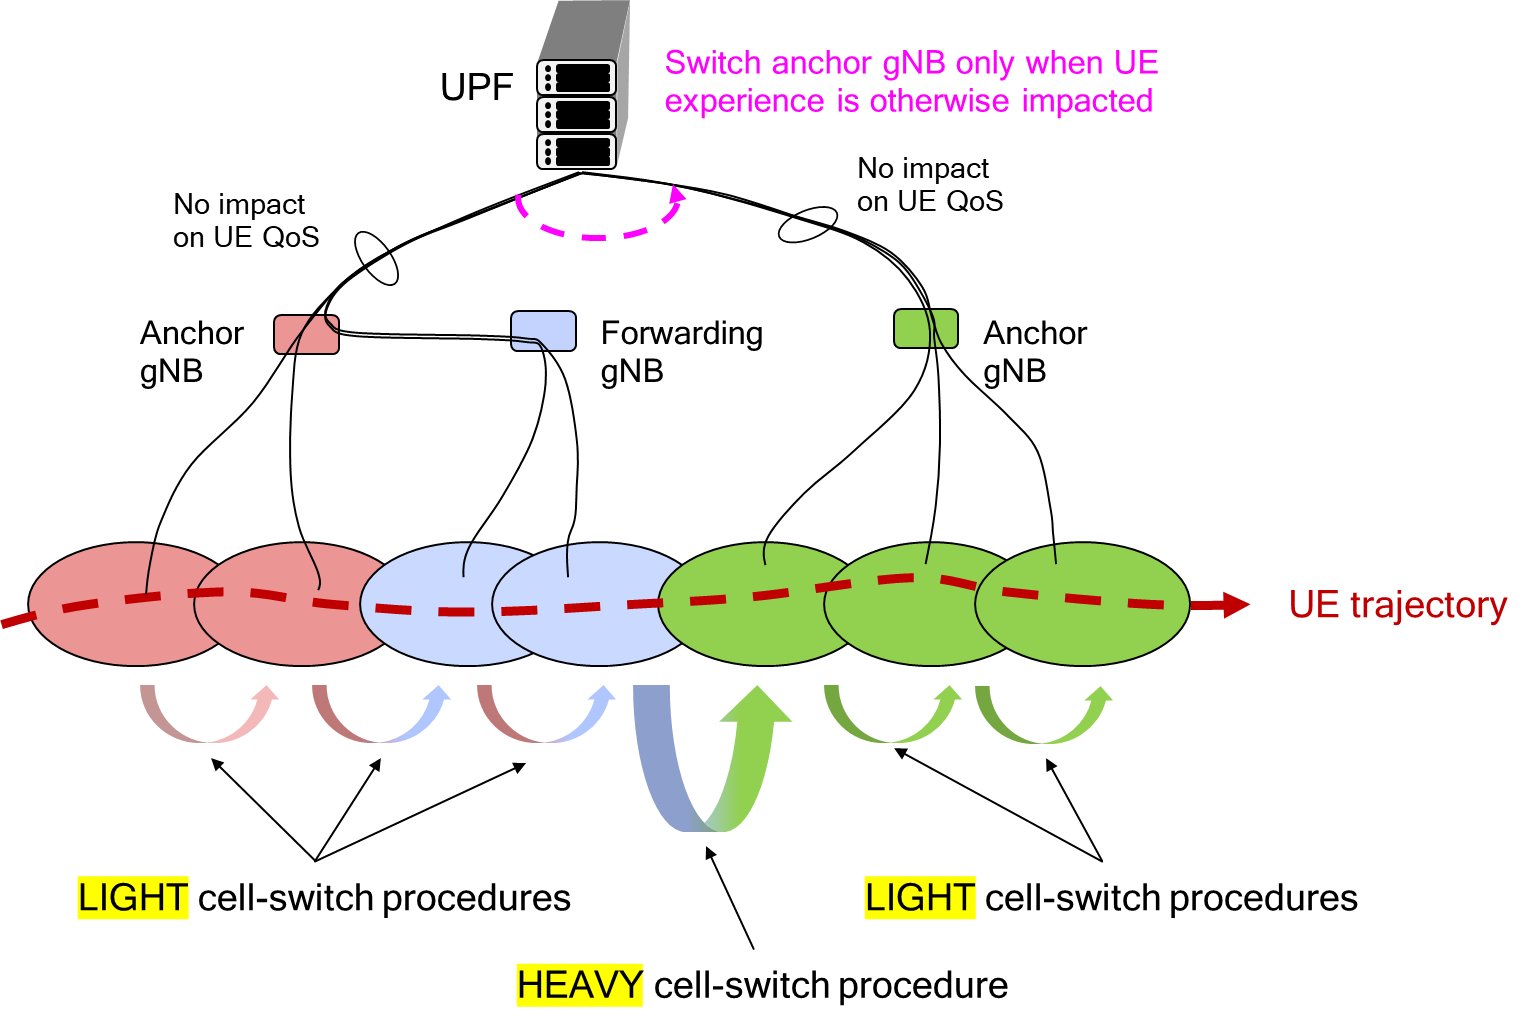 UPF
Switch anchor gNB only when UE
experience is otherwise impacted
No impact
on UE QoS
No impact
on UE QoS
Anchor
gNB
Forwarding
gNB
Anchor
gNB
UE trajectory
LIGHT cell-switch procedures
LIGHT cell-switch procedures
HEAVY cell-switch procedure